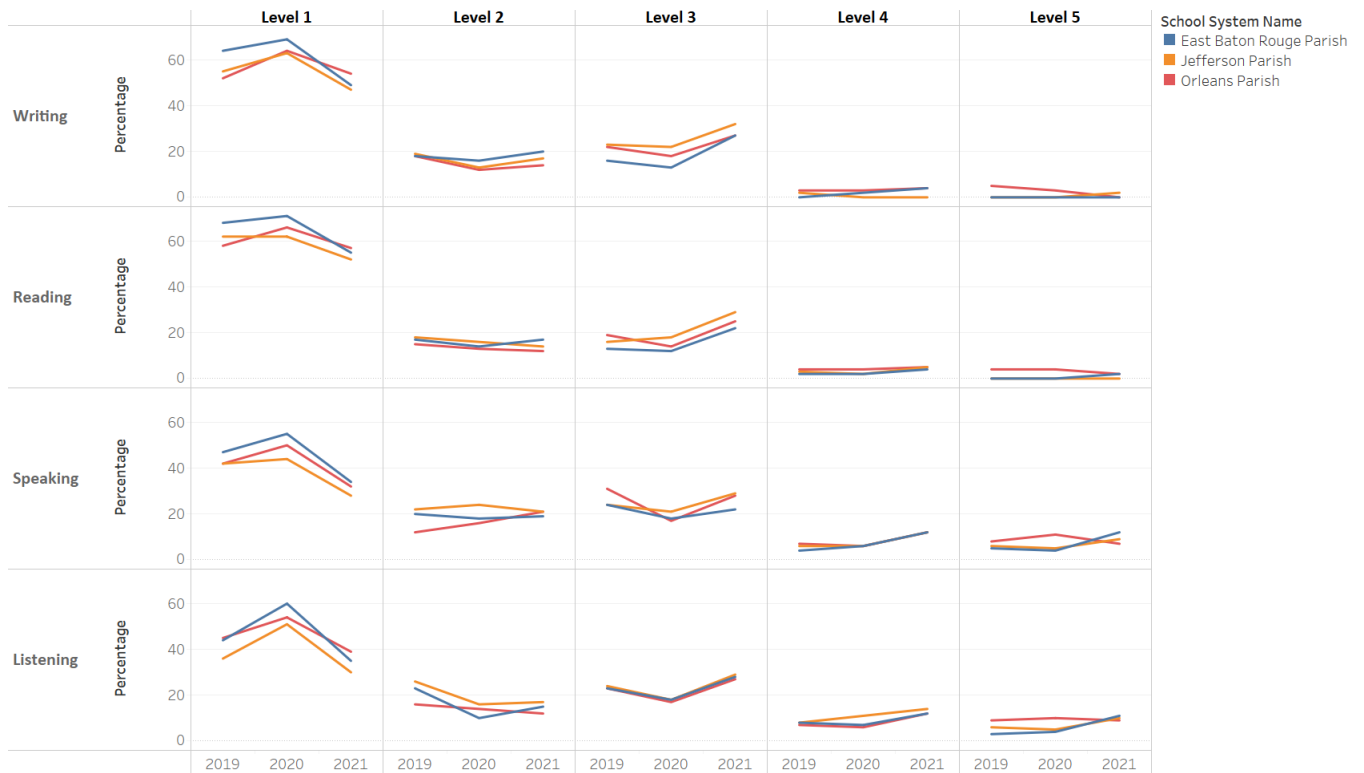 Level 1 Level 2 Level 3 Level 4 Level 5
School System Name
East Baton Rouge Parish
Jefferson Parish
Orleans Parish
Writing
Percentage
60
40
20
0
Reading
Percentage
60
40
20
0
Speaking
Percentage
60
40
20
0
Listening
Percentage
60
40
20
0
2019 2020 2021 2019 2020 2021 2019 2020 2021 2019 2020 2021 2019 2020 2021